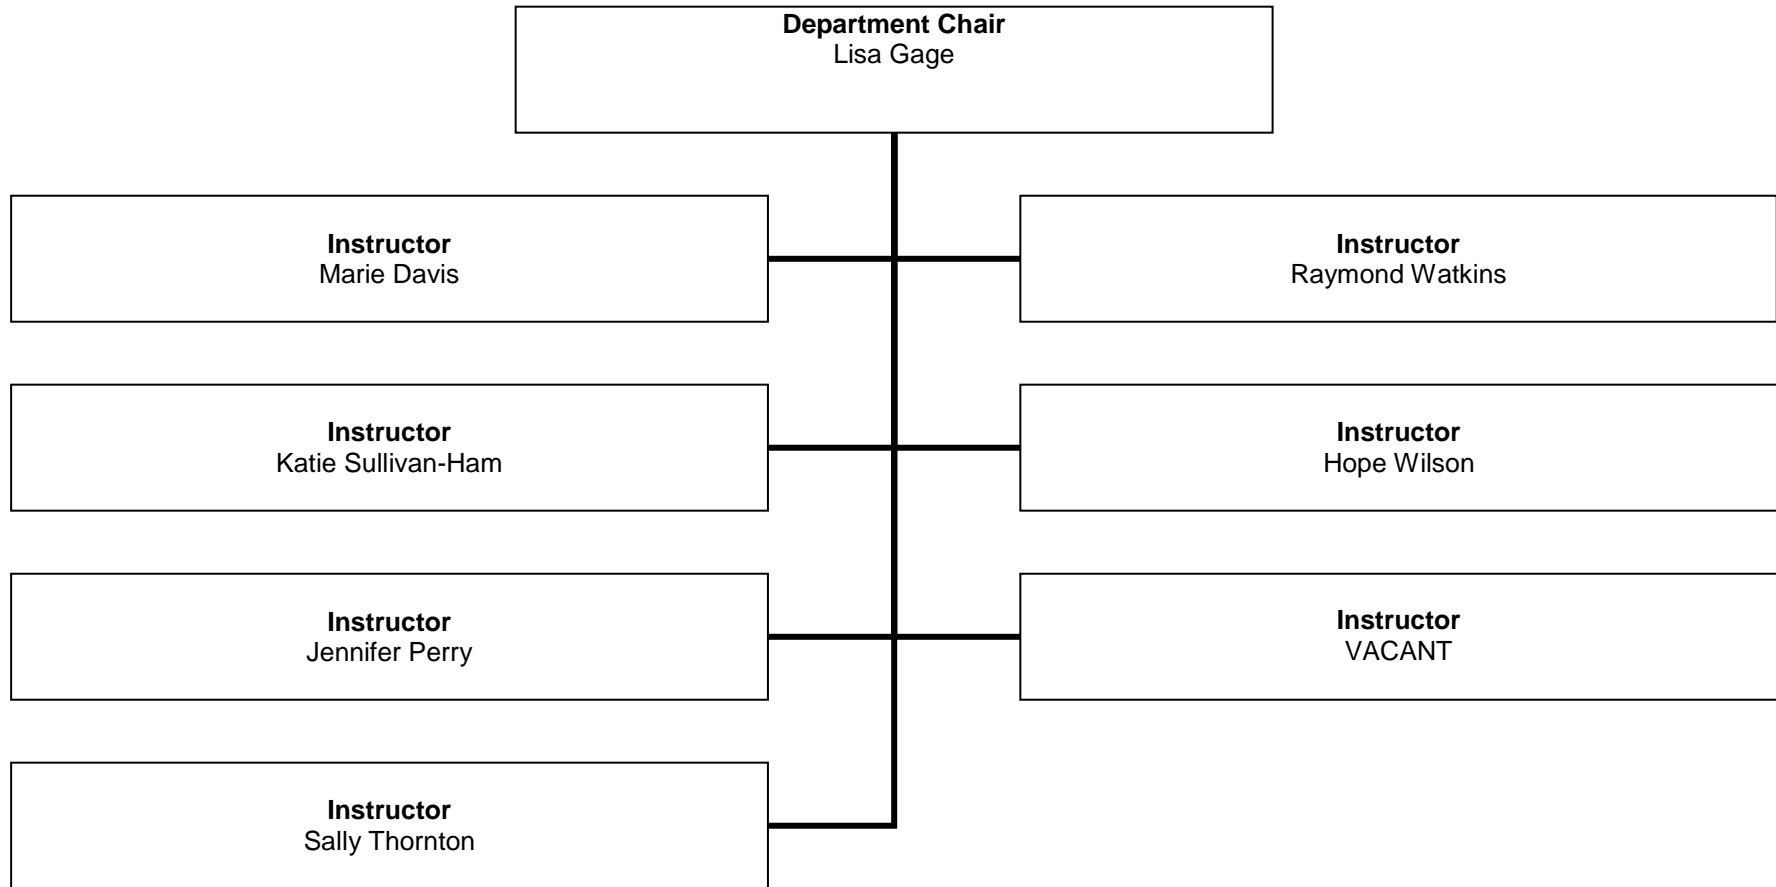 Department Chair
Lisa Gage
Instructor
Marie Davis
Instructor
Raymond Watkins
Instructor
Katie Sullivan-Ham
Instructor
Hope Wilson
Instructor
Jennifer Perry
Instructor
VACANT
Instructor
Sally Thornton